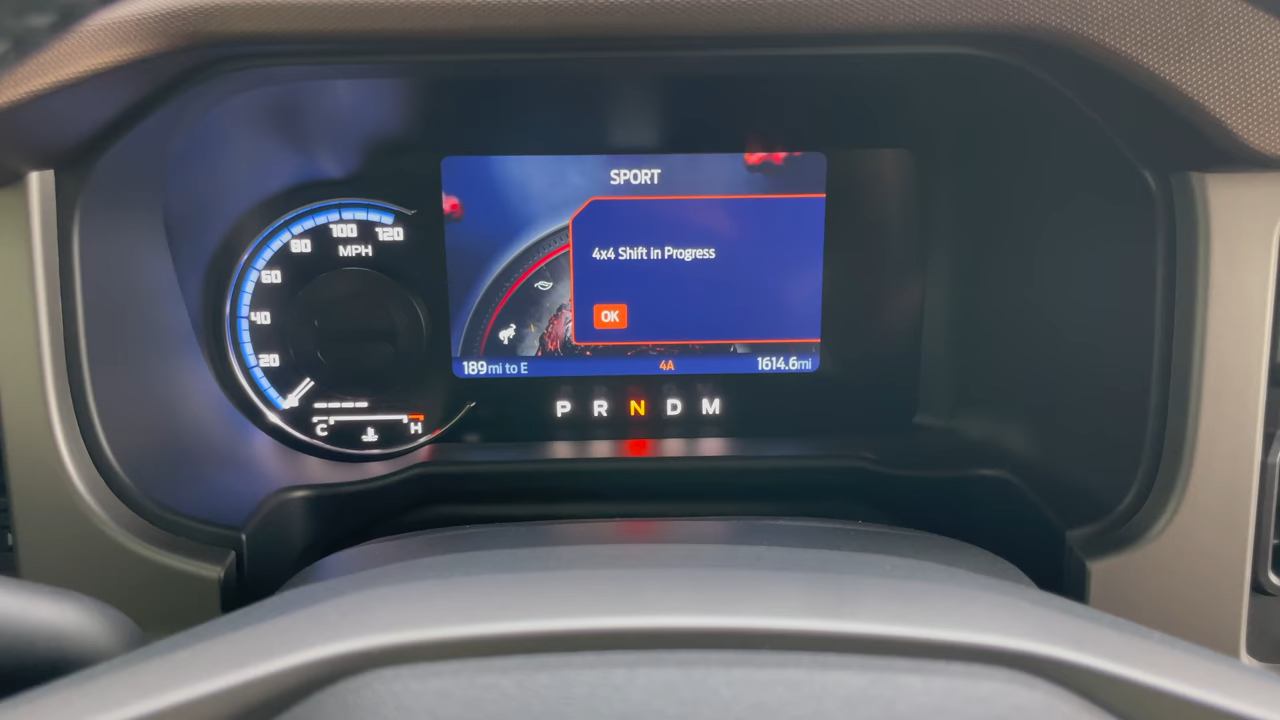 SPORT
120
100
80
MPH
60
40
20
4x4 Shift in Progress
OK
189mi to E
4A
1614.6mi
P R N D M
C H